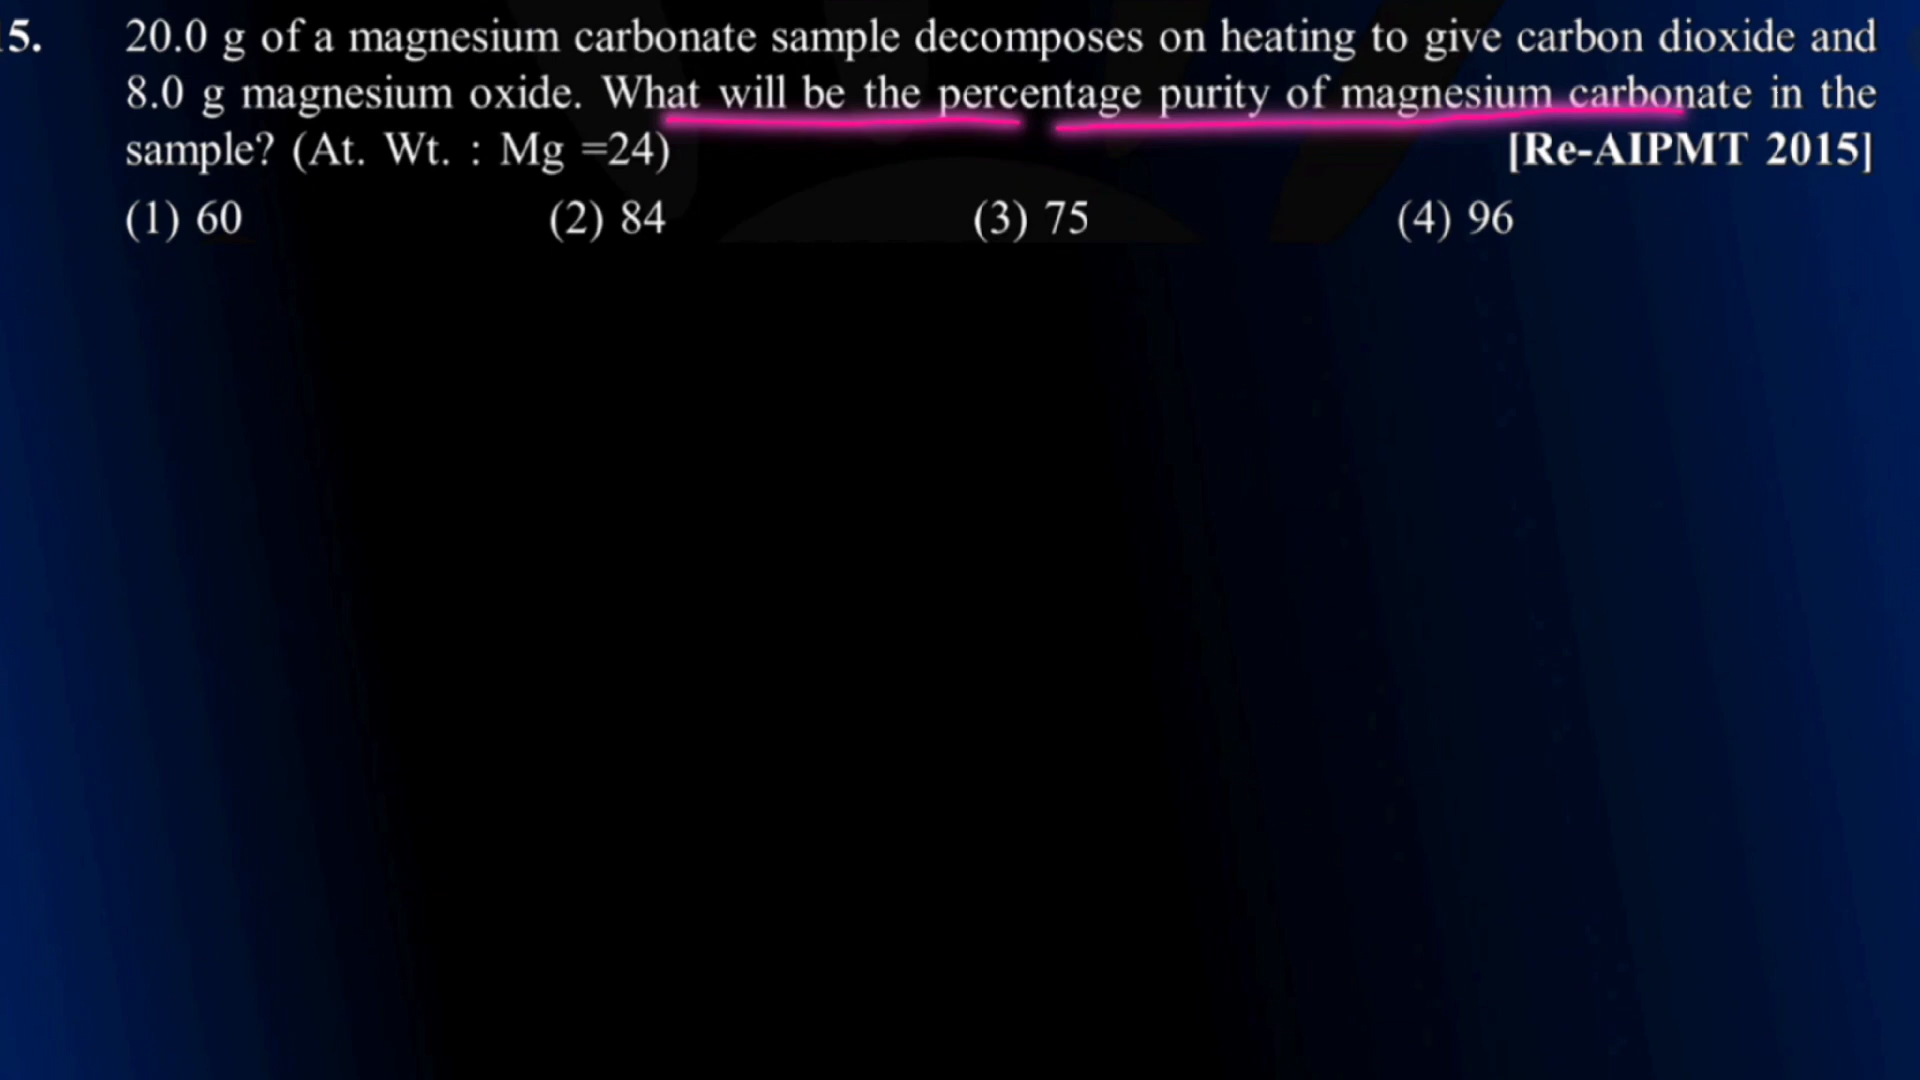 5. 20.0 g of a magnesium carbonate sample decomposes on heating to give carbon dioxide and
8.0 g magnesium oxide. What will be the percentage purity of magnesium carbonate in the
sample? (At. Wt. : Mg =24) [Re-AIPMT 2015]
(1) 60 (2) 84 (3) 75 (4) 96